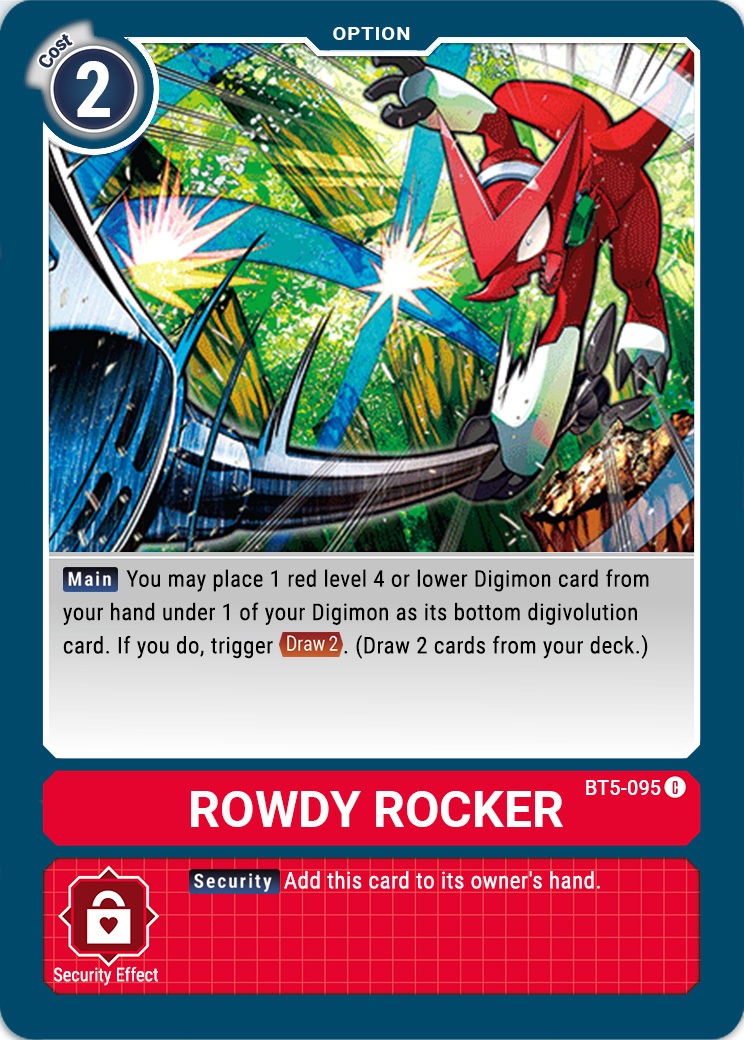 OPTION
Cost
2
Main You may place 1 red level 4 or lower Digimon card from
your hand under 1 of your Digimon as its bottom digivolution
card. If you do, trigger Draw 2. (Draw 2 cards from your deck.)
BT5-095 C
ROWDY ROCKER
Security Add this card to its owner's hand.
Security Effect